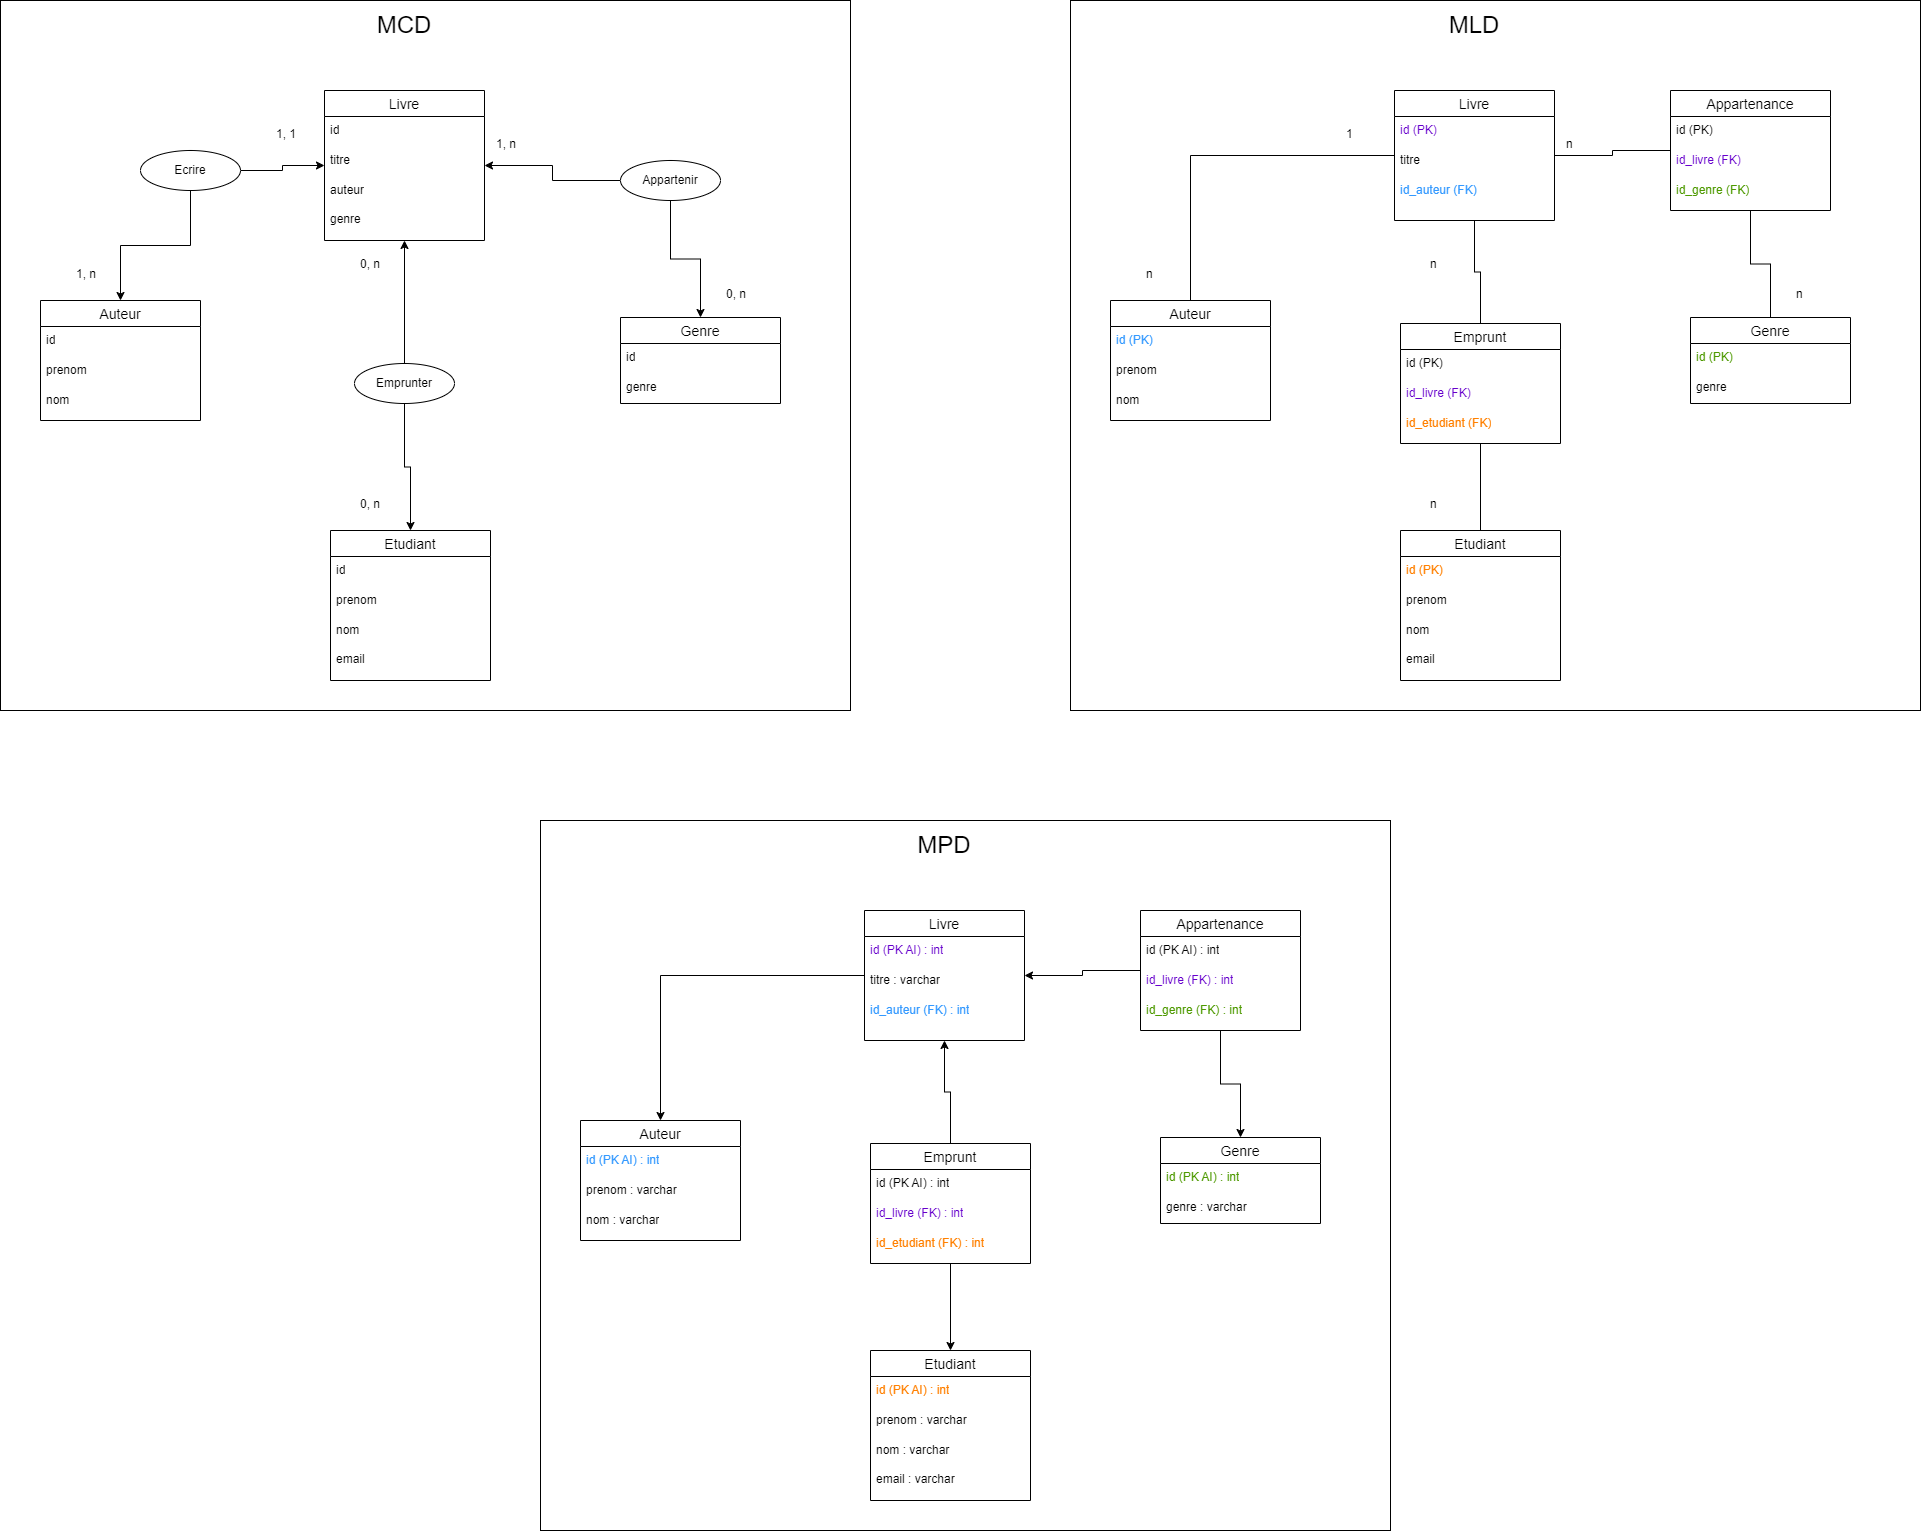 MCD
Livre
id
titre
auteur
genre
Ecrire
1, 1
1, n
Appartenir
1, n
0, n
0, n
Auteur
id
prenom
nom
Genre
id
genre
Emprunter
0, n
Etudiant
id
prenom
nom
email
MLD
Livre
id (PK)
titre
id_auteur (FK)
Appartenance
id (PK)
id_livre (FK)
id_genre (FK)
1
n
n
n
n
Auteur
id (PK)
prenom
nom
Emprunt
id (PK)
id_livre (FK)
id_etudiant (FK)
Genre
id (PK)
genre
n
Etudiant
id (PK)
prenom
nom
email
MPD
Livre
id (PK AI) : int
titre : varchar
id_auteur (FK) : int
Appartenance
id (PK AI) : int
id_livre (FK) : int
id_genre (FK) : int
Auteur
id (PK AI) : int
prenom : varchar
nom : varchar
Emprunt
id (PK AI) : int
id_livre (FK) : int
id_etudiant (FK) : int
Genre
id (PK AI) : int
genre : varchar
Etudiant
id (PK AI) : int
prenom : varchar
nom : varchar
email : varchar